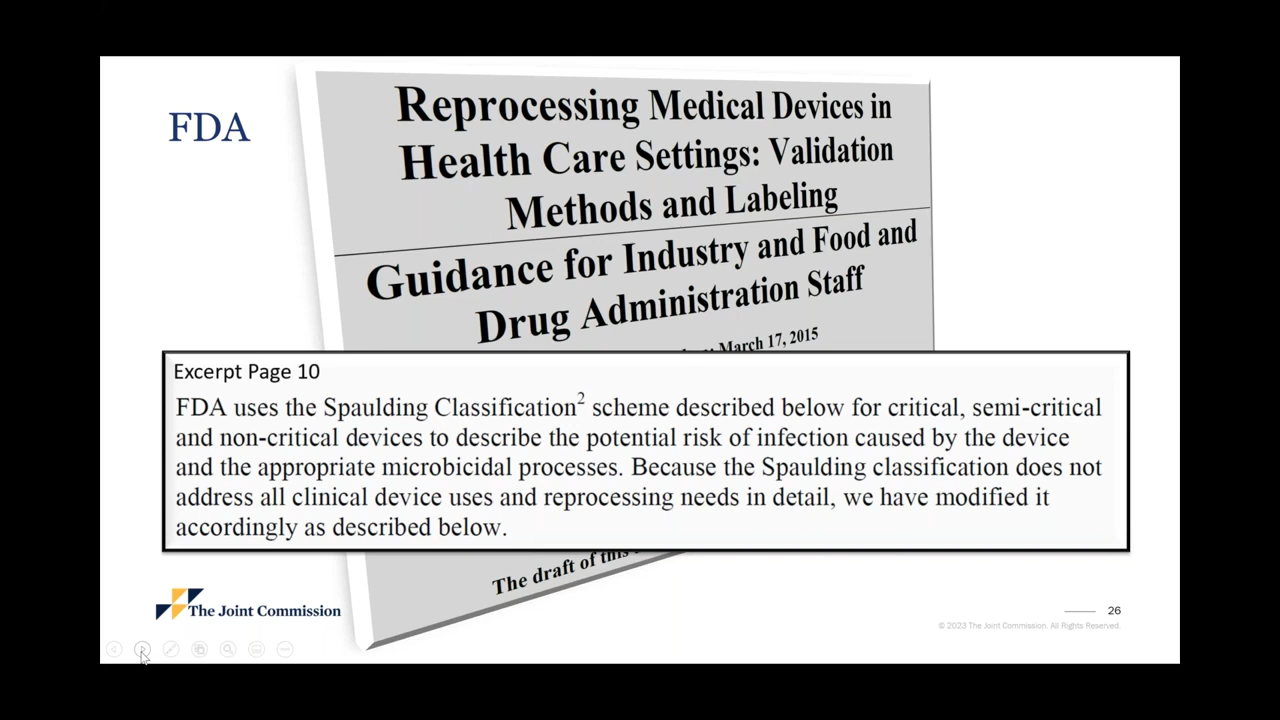 FDA
Reprocessing Medical Devices in
Health Care Settings: Validation
Methods and Labeling
Guidance for Industry and Food and
Drug Administration Staff
March 17, 2015
Excerpt Page 10
FDA uses the Spaulding Classification² scheme described below for critical, semi-critical
and non-critical devices to describe the potential risk of infection caused by the device
and the appropriate microbicidal processes. Because the Spaulding classification does not
address all clinical device uses and reprocessing needs in detail, we have modified it
accordingly as described below.
The draft of this
The Joint Commission
26
© 2023 The Joint Commission. All Rights Reserved.